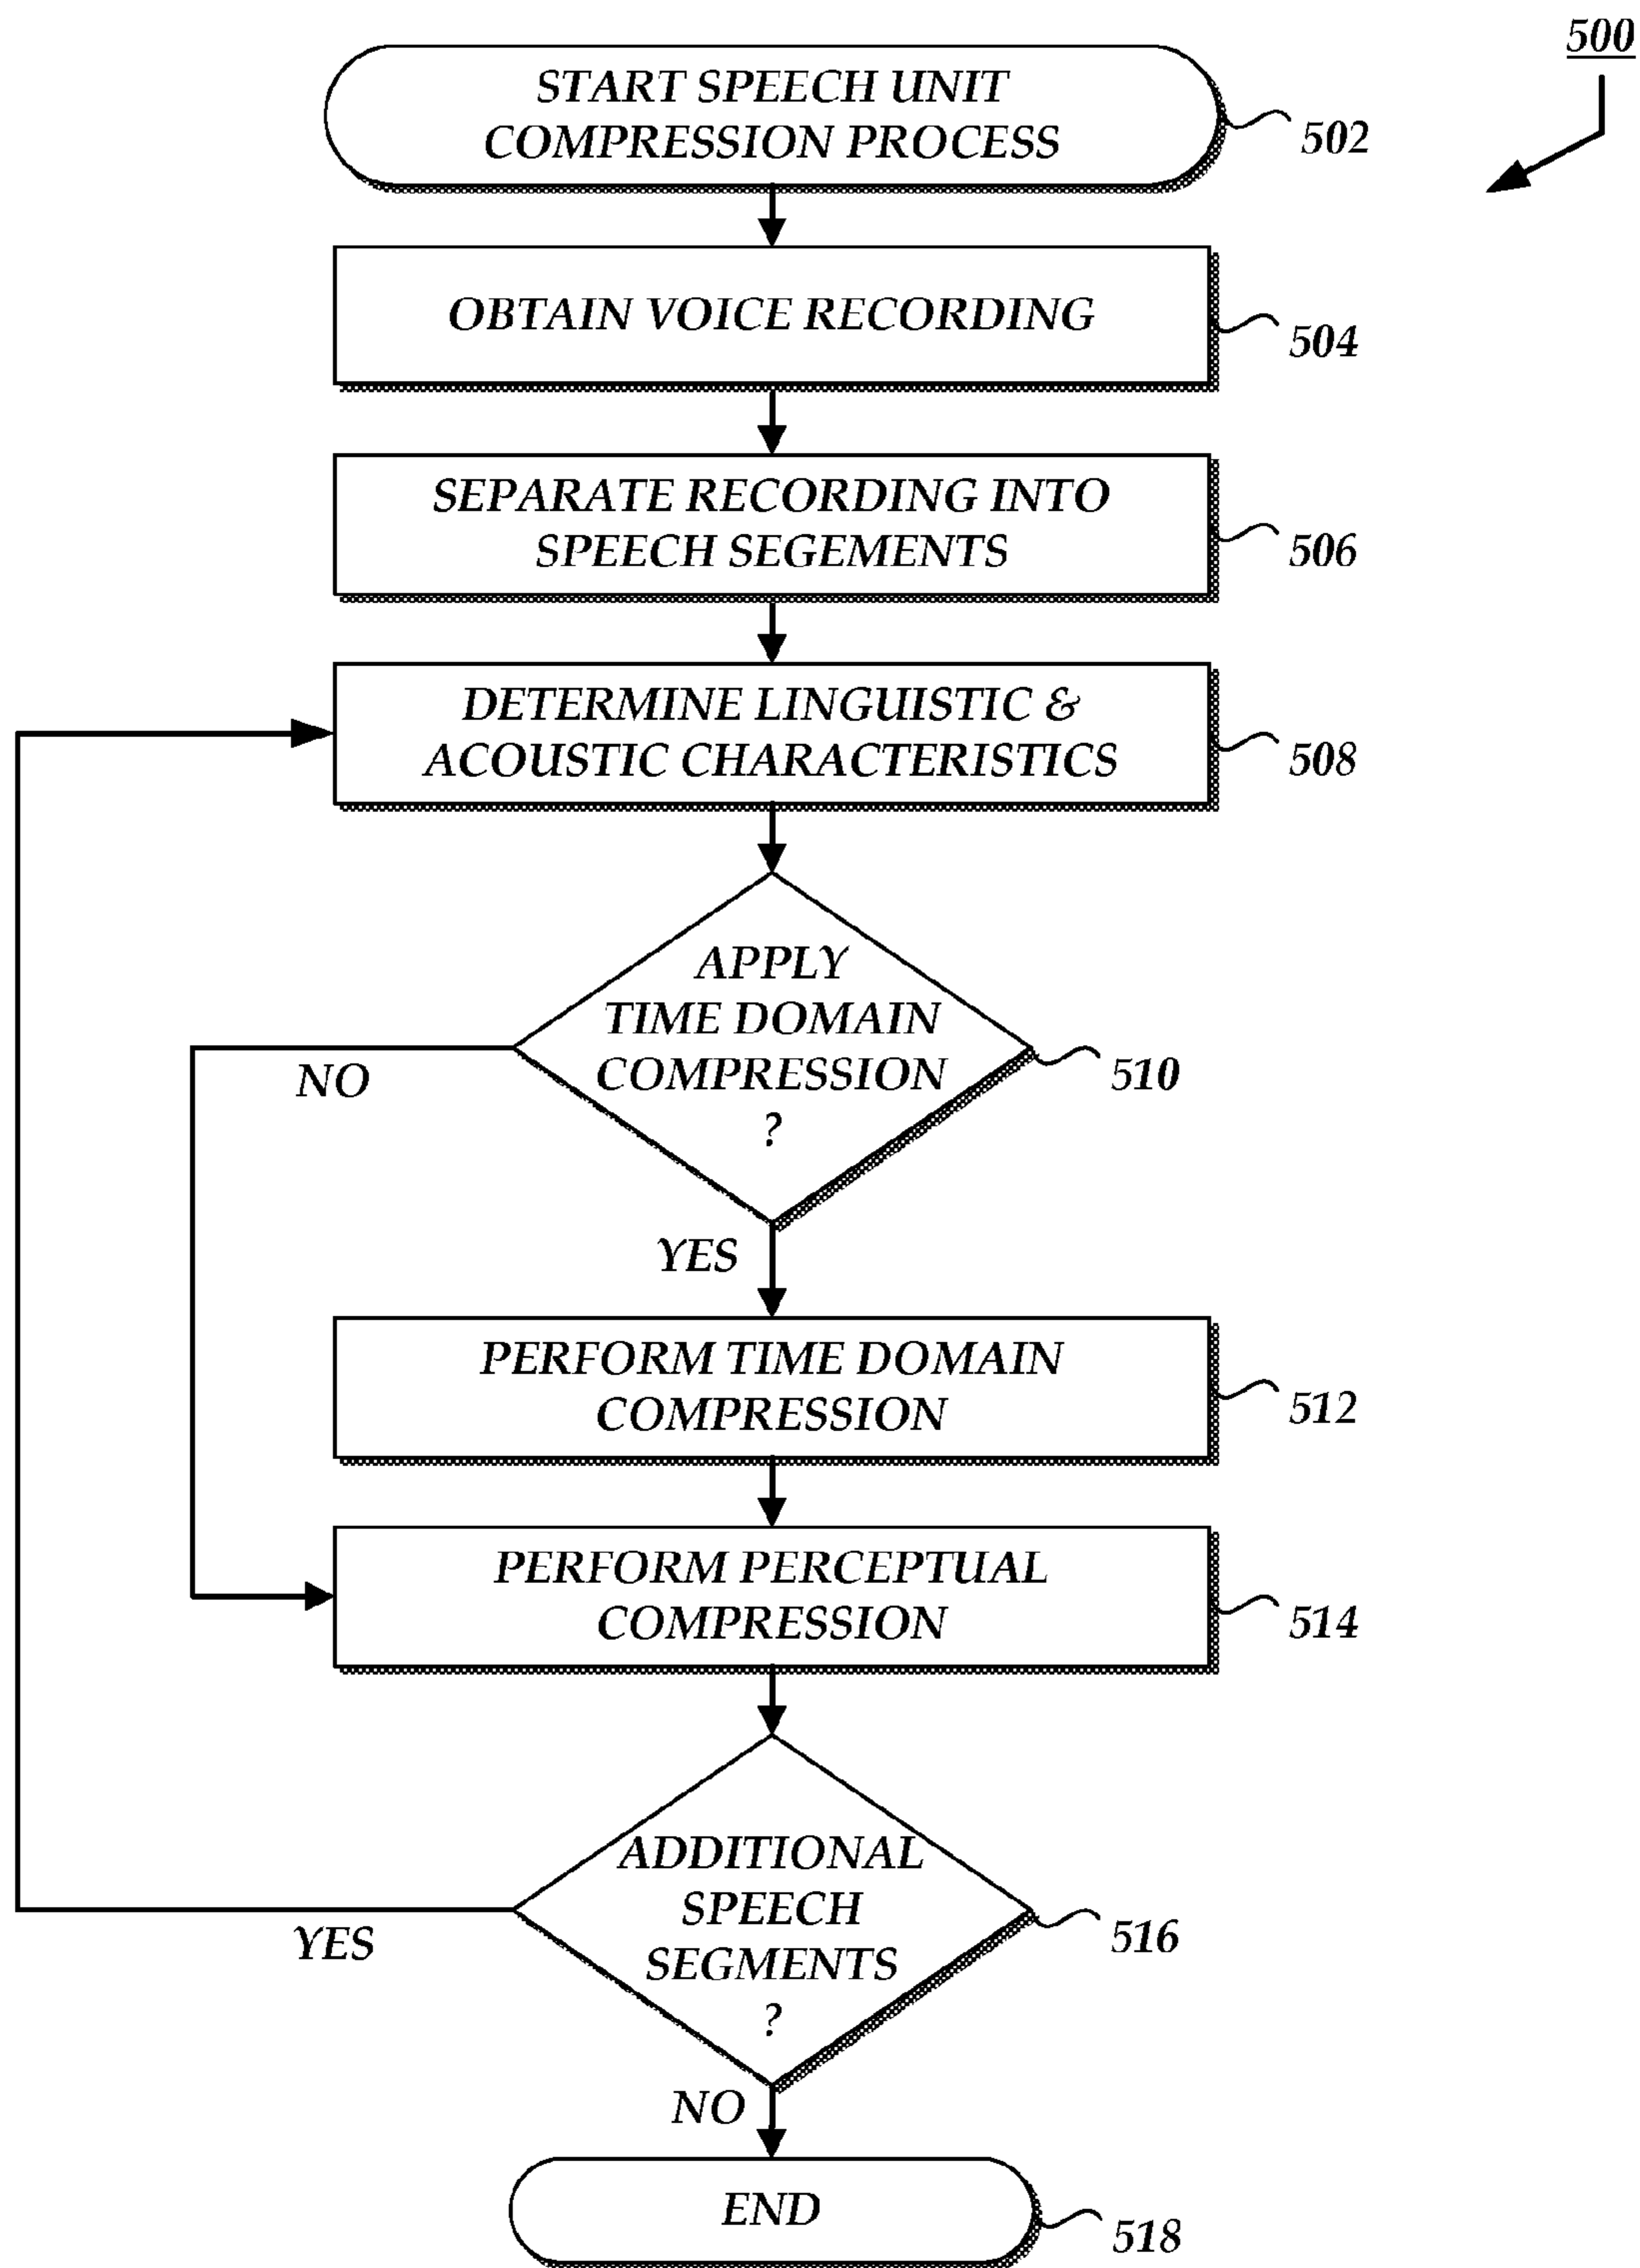 500
START SPEECH UNIT
COMPRESSION PROCESS
502
OBTAIN VOICE RECORDING
504
SEPARATE RECORDING INTO
SPEECH SEGEMENTS
506
DETERMINE LINGUISTIC &
ACOUSTIC CHARACTERISTICS
508
APPLY
TIME DOMAIN
COMPRESSION
?
510
NO
YES
PERFORM TIME DOMAIN
COMPRESSION
512
PERFORM PERCEPTUAL
COMPRESSION
514
ADDITIONAL
SPEECH
SEGMENTS
?
516
YES
NO
END
518